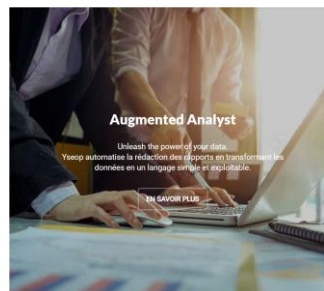 Augmented Analyst
Unleash the power of your data.
Yseop automatise la rédaction des rapports en transformant les
données en un langage simple et exploitable.
EN SAVOIR PLUS